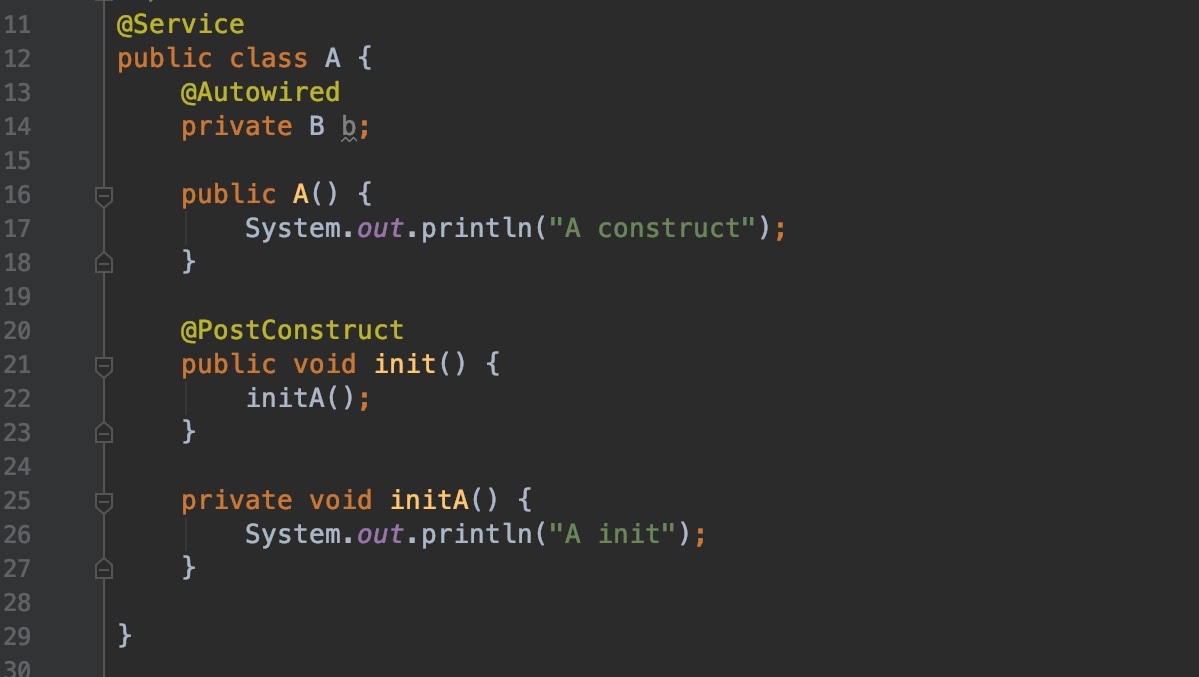 11 @Service
12 public class A {
13     @Autowired
14     private B b;
15
16     public A() {
17         System.out.println("A construct");
18     }
19
20     @PostConstruct
21     public void init() {
22         initA();
23     }
24
25     private void initA() {
26         System.out.println("A init");
27     }
28
29 }
30